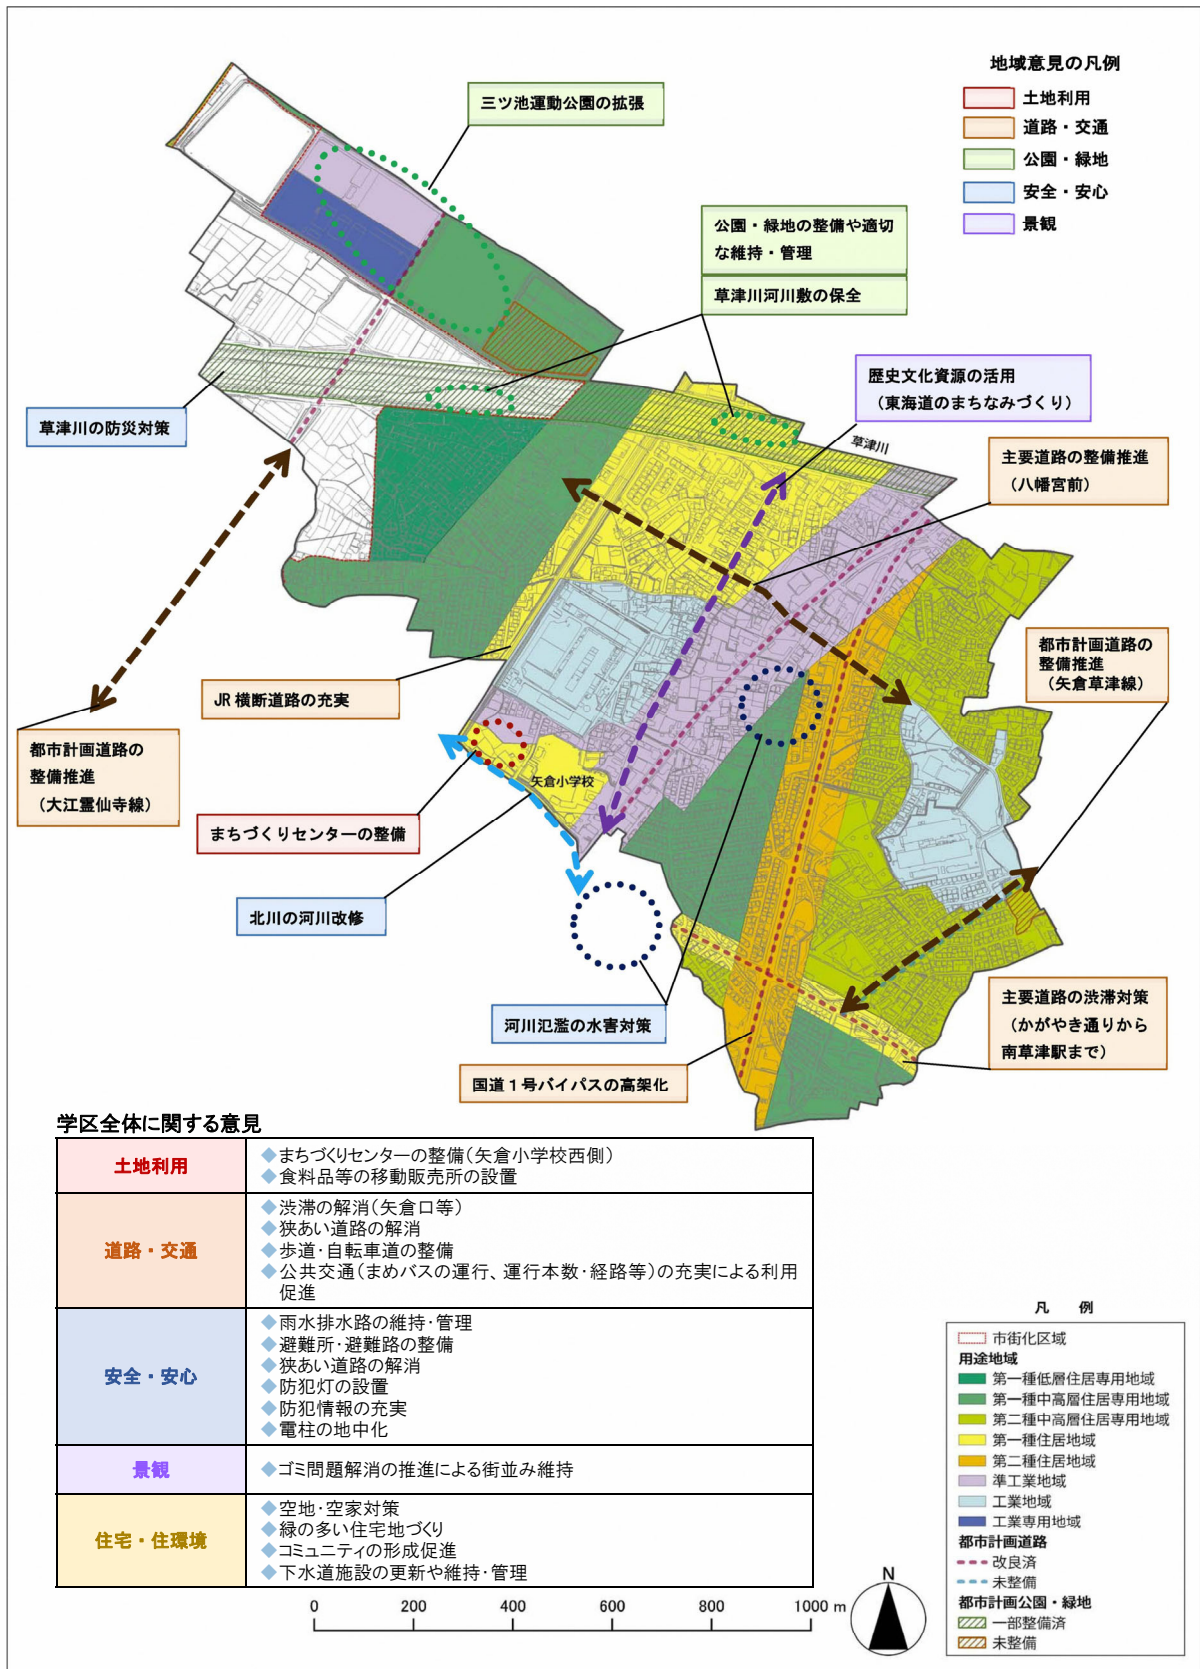 地域意見の凡例
土地利用
道路・交通
公園・緑地
安全・安心
景観
三ツ池運動公園の拡張
公園・緑地の整備や適切
な維持・管理
草津川河川敷の保全
歴史文化資源の活用
（東海道のまちなみづくり）
草津川の防災対策
草津川
主要道路の整備推進
（八幡宮前）
都市計画道路の
整備推進
（矢倉草津線）
JR 横断道路の充実
都市計画道路の
整備推進
（大江霊仙寺線）
矢倉小学校
まちづくりセンターの整備
北川の河川改修
河川氾濫の水害対策
主要道路の渋滞対策
（かがやき通りから
南草津駅まで）
国道１号バイパスの高架化
学区全体に関する意見
土地利用
◆まちづくりセンターの整備（矢倉小学校西側）
◆食料品等の移動販売所の設置
道路・交通
◆渋滞の解消（矢倉口等）
◆狭あい道路の解消
◆歩道・自転車道の整備
◆公共交通（まめバスの運行、運行本数・経路等）の充実による利用
促進
安全・安心
◆雨水排水路の維持・管理
◆避難所・避難路の整備
◆狭あい道路の解消
◆防犯灯の設置
◆防犯情報の充実
◆電柱の地中化
景観
◆ゴミ問題解消の推進による街並み維持
住宅・住環境
◆空地・空家対策
◆緑の多い住宅地づくり
◆コミュニティの形成促進
◆下水道施設の更新や維持・管理
凡 例
市街化区域
用途地域
第一種低層住居専用地域
第一種中高層住居専用地域
第二種中高層住居専用地域
第一種住居地域
第二種住居地域
準工業地域
工業地域
工業専用地域
都市計画道路
改良済
未整備
都市計画公園・緑地
一部整備済
未整備
N
0 200 400 600 800 1000 m